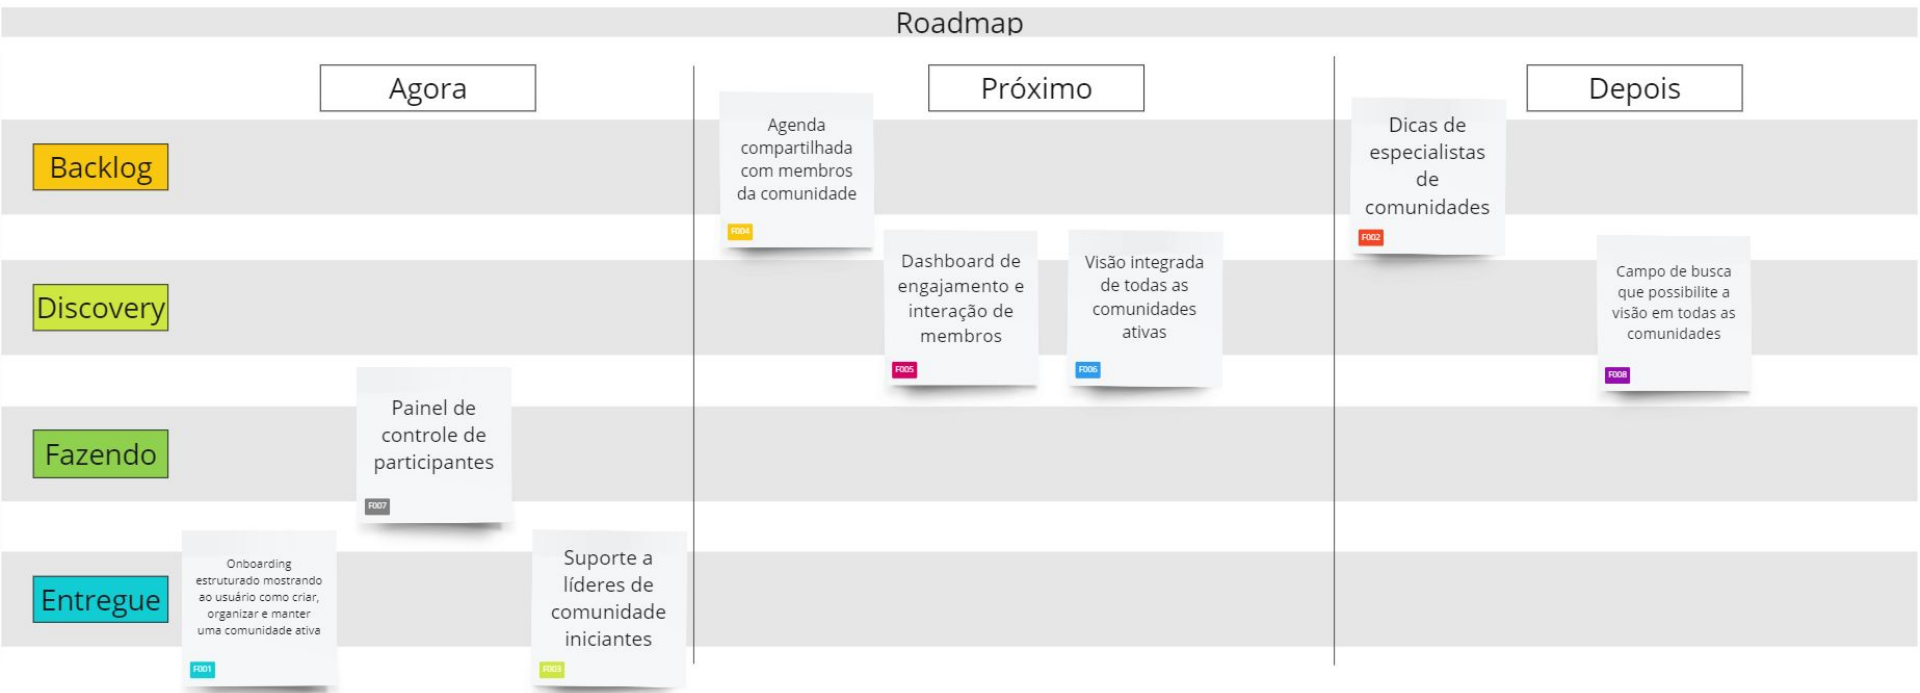 Roadmap
Agora
Próximo
Depois
Backlog
Agenda
compartilhada
com membros
da comunidade
F004
Dicas de
especialistas
de
comunidades
F002
Discovery
Dashboard de
engajamento e
interação de
membros
F005
Visão integrada
de todas as
comunidades
ativas
F006
Campo de busca
que possibilite a
visão em todas as
comunidades
F008
Fazendo
Painel de
controle de
participantes
F007
Entregue
Onboarding
estruturado mostrando
ao usuário como criar,
organizar e manter
uma comunidade ativa
F001
Suporte a
líderes de
comunidade
iniciantes
F003